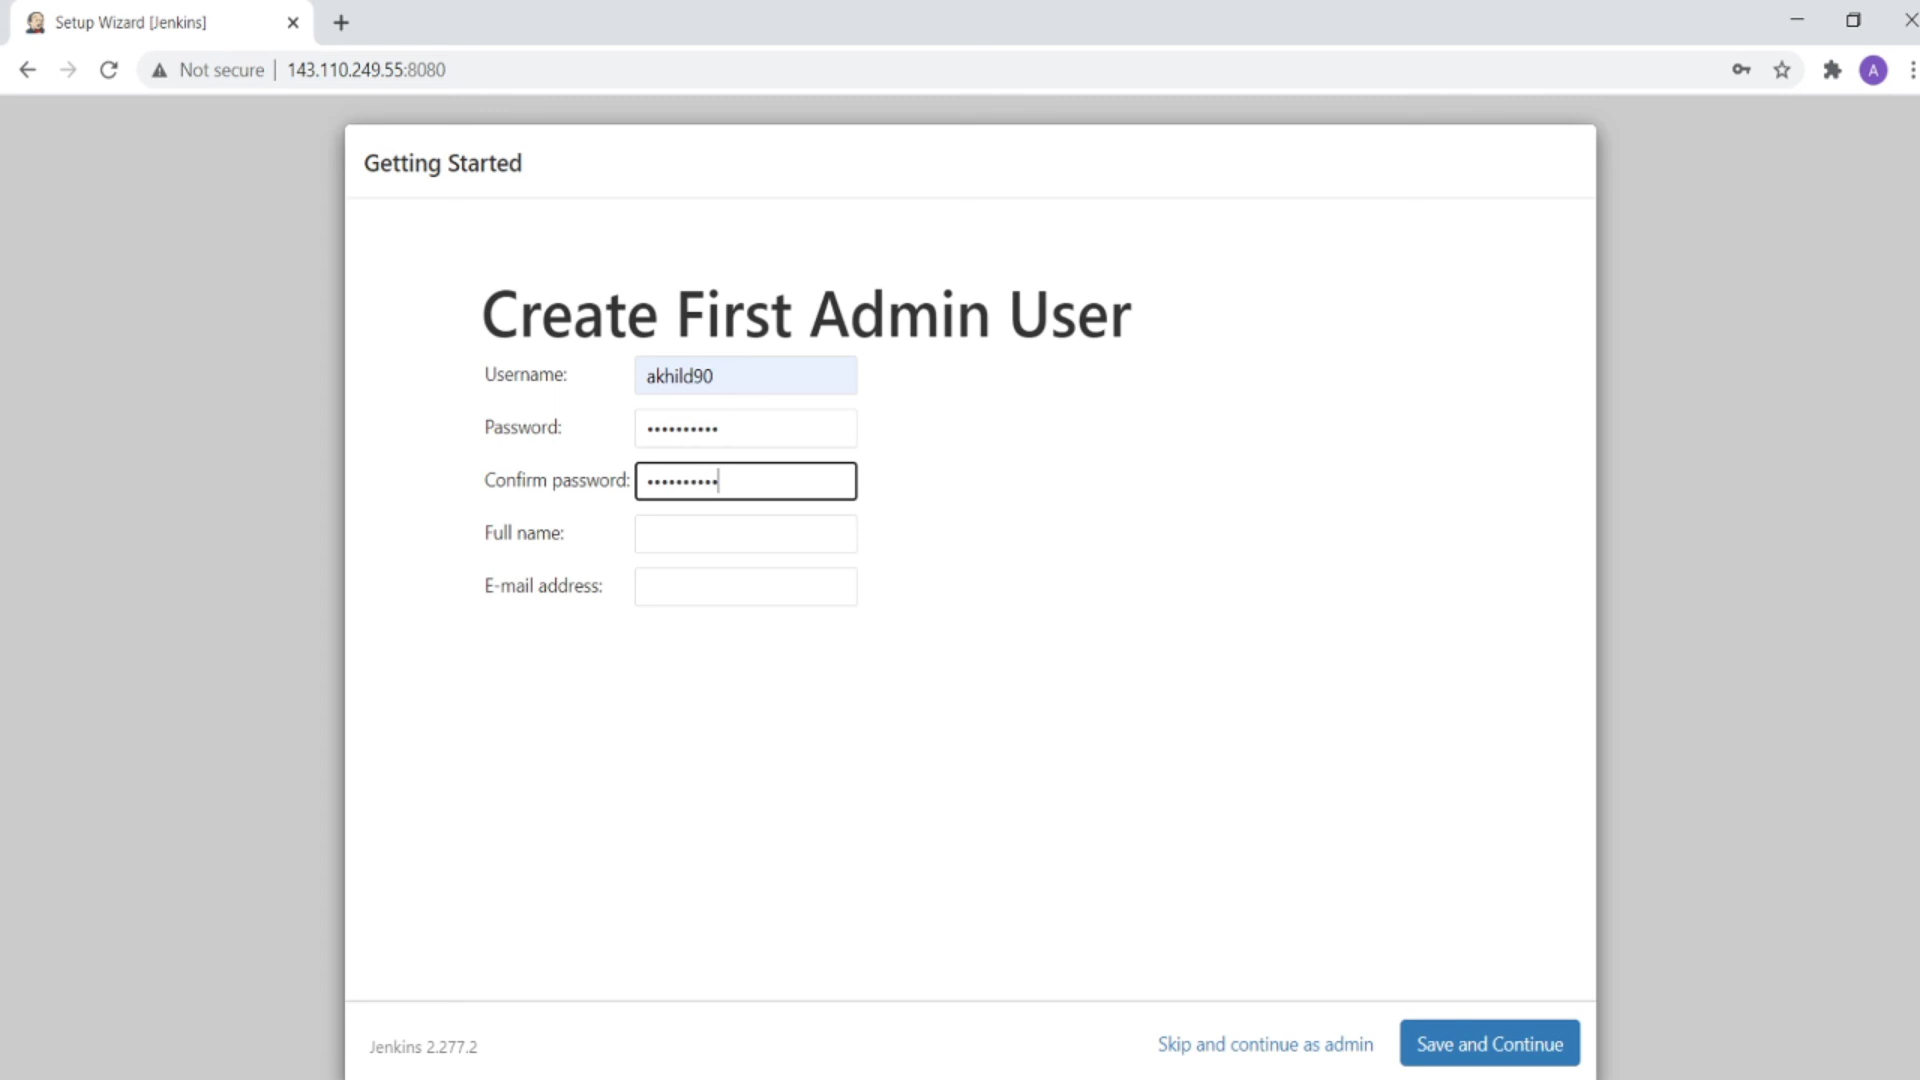 Setup Wizard [Jenkins]
Not secure | 143.110.249.55:8080
A
Getting Started
Create First Admin User
Username: akhild90
Password: ••••••••••
Confirm password: ••••••••••
Full name:
E-mail address:
Jenkins 2.277.2
Skip and continue as admin
Save and Continue